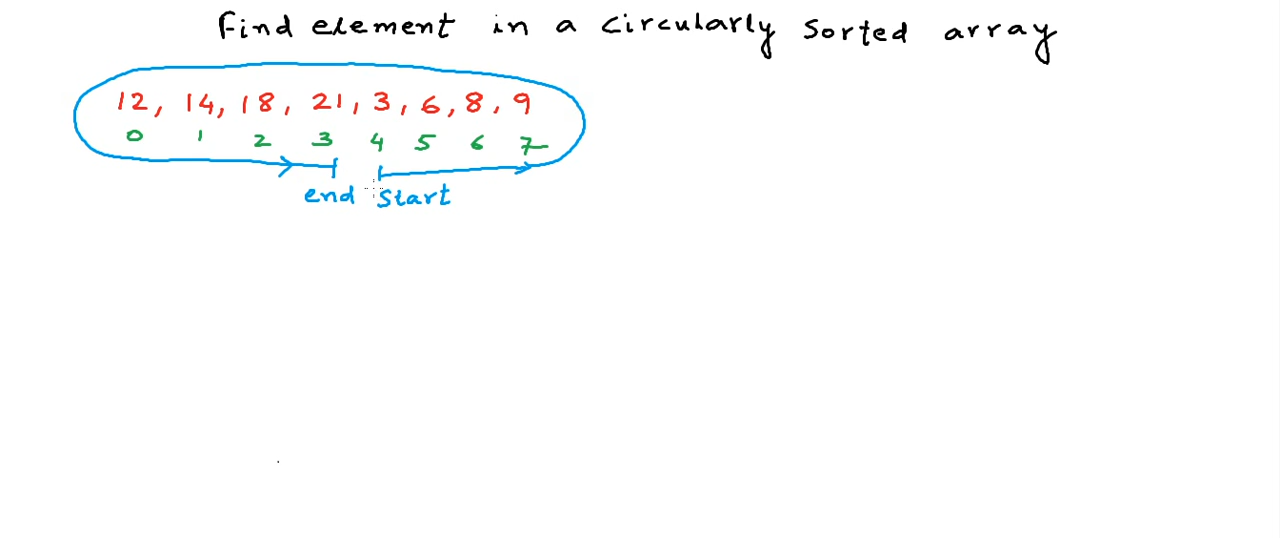 Find element in a circularly sorted array
12, 14, 18, 21, 3, 6, 8, 9
0 1 2 3 4 5 6 7
end start